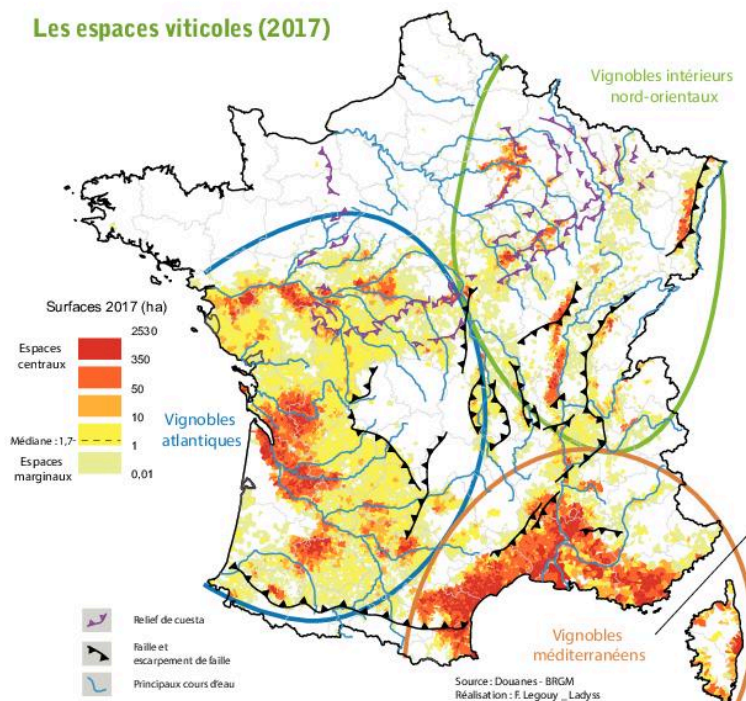 Les espaces viticoles (2017)
Vignobles intérieurs
nord-orientaux
Surfaces 2017 (ha)
2530
Espaces
centraux
350
50
10
Médiane : 1,7
1
Espaces
marginaux
0,01
Vignobles
atlantiques
Relief de cuesta
Faille et
escarpement de faille
Principaux cours d'eau
Vignobles
méditerranéens
Source : Douanes - BRGM
Réalisation : F. Legouy _ Ladyss